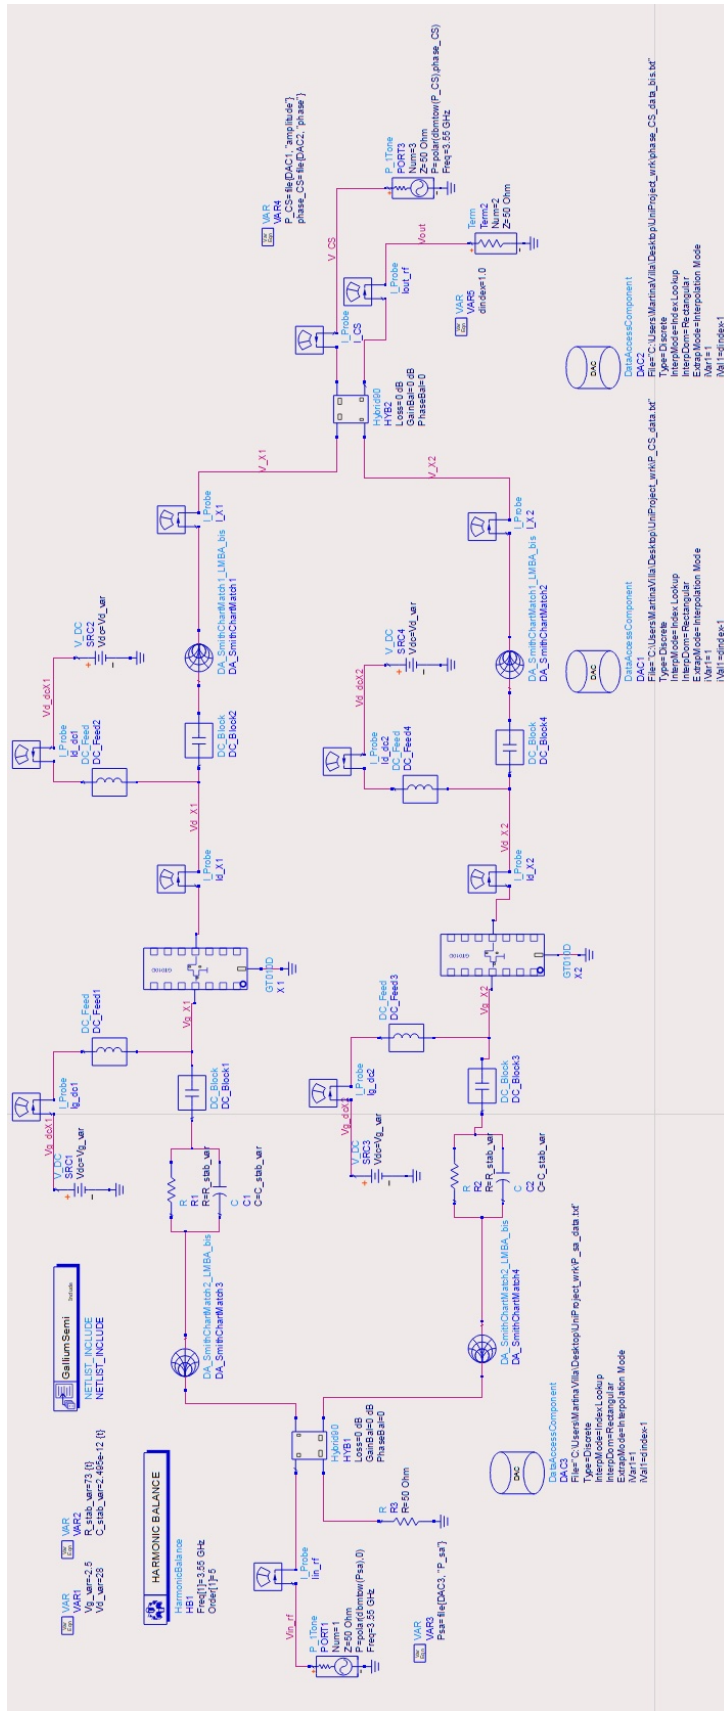 VAR
VAR1
Vg_var=-2.5
Vd_var=28
VAR
VAR2
R_stab_var=73 {t}
C_stab_var=2.495e-12 {t}
GalliumSemi
Include
NETLIST_INCLUDE
NETLIST_INCLUDE
HARMONIC BALANCE
HarmonicBalance
HB1
Freq[1]=3.55 GHz
Order[1]=5
Vg_dcX1
V_DC
SRC1
Vdc=Vg_var
I_Probe
Ig_dc1
DC_Feed
DC_Feed1
R
R1
R=R_stab_var
C
C1
C=C_stab_var
DC_Block
DC_Block1
Vg_X1
GT010D
X1
I_Probe
Id_X1
Vd_X1
I_Probe
Id_dc1
DC_Feed
DC_Feed2
Vd_dcX1
V_DC
SRC2
Vdc=Vd_var
DC_Block
DC_Block2
DA_SmithChartMatch1_LMBA_bis
DA_SmithChartMatch1
I_Probe
I_X1
V_X1
DA_SmithChartMatch2_LMBA_bis
DA_SmithChartMatch3
Vin_rf
P_1Tone
PORT1
Num=1
Z=50 Ohm
P=polar(dbmtow(Psa),0)
Freq=3.55 GHz
I_Probe
Iin_rf
R
R3
R=50 Ohm
Hybrid90
HYB1
Loss=0 dB
GainBal=0 dB
PhaseBal=0
VAR
VAR3
Psa=file{DAC3, "P_sa"}
DA_SmithChartMatch2_LMBA_bis
DA_SmithChartMatch4
V_DC
SRC3
Vdc=Vg_var
I_Probe
Ig_dc2
DC_Feed
DC_Feed3
R
R2
R=R_stab_var
C
C2
C=C_stab_var
DC_Block
DC_Block3
Vg_X2
GT010D
X2
I_Probe
Id_X2
Vd_X2
I_Probe
Id_dc2
DC_Feed
DC_Feed4
Vd_dcX2
V_DC
SRC4
Vdc=Vd_var
DC_Block
DC_Block4
DA_SmithChartMatch1_LMBA_bis
DA_SmithChartMatch2
I_Probe
I_X2
V_X2
Hybrid90
HYB2
Loss=0 dB
GainBal=0 dB
PhaseBal=0
I_Probe
I_CS
V_CS
I_Probe
Iout_rf
Vout
VAR
VAR4
P_CS=file{DAC1, "amplitude"}
phase_CS=file{DAC2, "phase"}
P_1Tone
PORT3
Num=3
Z=50 Ohm
P=polar(dbmtow(P_CS),phase_CS)
Freq=3.55 GHz
Term
Term2
Num=2
Z=50 Ohm
VAR
VAR5
dindex=1.0
DAC
DataAccessComponent
DAC3
File="C:\Users\MartinaVilla\Desktop\UniProject_wrk\P_sa_data.txt"
Type=Discrete
InterpMode=Index Lookup
InterpDom=Rectangular
ExtrapMode=Interpolation Mode
iVar1=1
iVal1=dindex-1
DAC
DataAccessComponent
DAC1
File="C:\Users\MartinaVilla\Desktop\UniProject_wrk\P_CS_data.txt"
Type=Discrete
InterpMode=Index Lookup
InterpDom=Rectangular
ExtrapMode=Interpolation Mode
iVar1=1
iVal1=dindex-1
DAC
DataAccessComponent
DAC2
File="C:\Users\MartinaVilla\Desktop\UniProject_wrk\phase_CS_data_bis.txt"
Type=Discrete
InterpMode=Index Lookup
InterpDom=Rectangular
ExtrapMode=Interpolation Mode
iVar1=1
iVal1=dindex-1